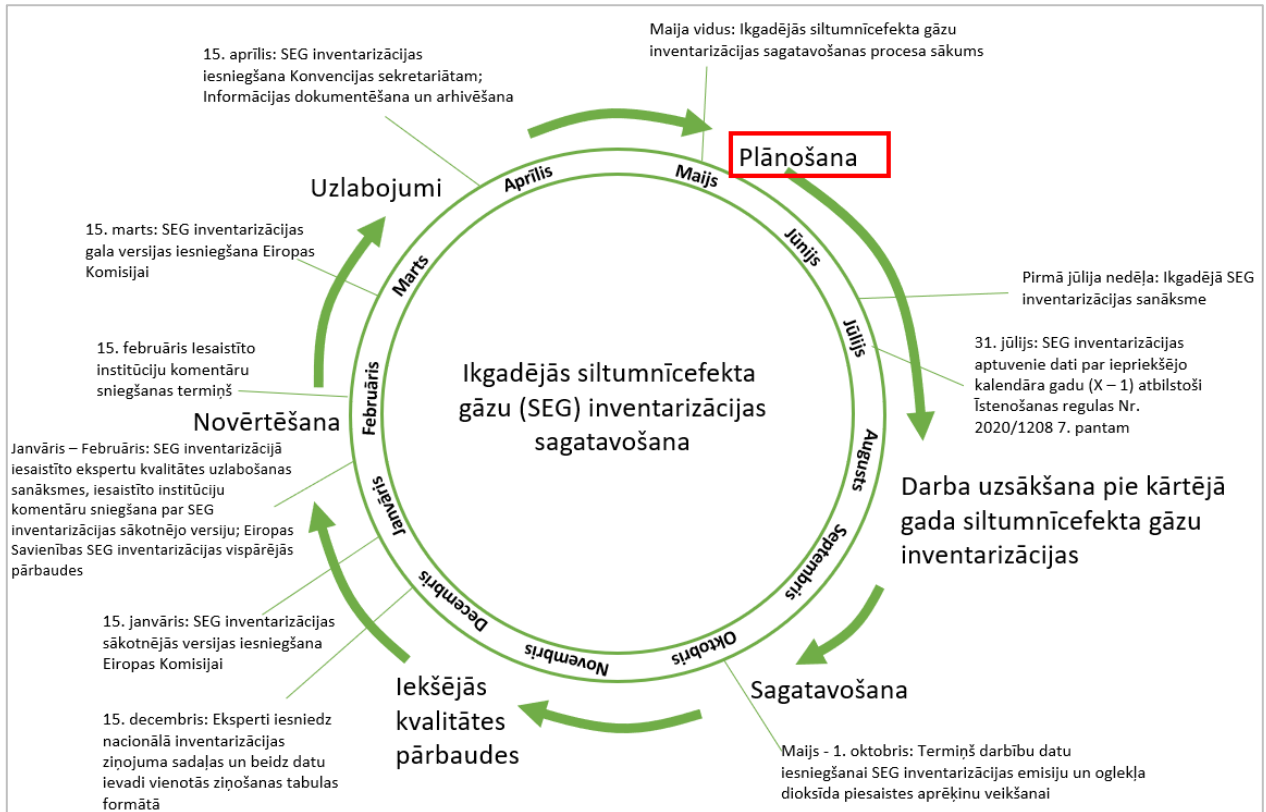 Maija vidus: Ikgadējās siltumnīcefekta gāzu
inventarizācijas sagatavošanas procesa sākums
15. aprīlis: SEG inventarizācijas
iesniegšana Konvencijas sekretariātam;
Informācijas dokumentēšana un arhivēšana
Plānošana
Uzlabojumi
Aprīlis
Maijs
Jūnijs
15. marts: SEG inventarizācijas
gala versijas iesniegšana Eiropas
Komisijai
Marts
Pirmā jūlija nedēļa: Ikgadējā SEG
inventarizācijas sanāksme
Jūlijs
31. jūlijs: SEG inventarizācijas
aptuvenie dati par iepriekšējo
kalendāra gadu (X – 1) atbilstoši
Īstenošanas regulas Nr.
2020/1208 7. pantam
15. februāris Iesaistīto
institūciju komentāru
sniegšanas termiņš
Februāris
Ikgadējās siltumnīcefekta
gāzu (SEG) inventarizācijas
sagatavošana
Novērtēšana
Janvāris – Februāris: SEG inventarizācijā
iesaistīto ekspertu kvalitātes uzlabošanas
sanāksmes, iesaistīto institūciju
komentāru sniegšana par SEG
inventarizācijas sākotnējo versiju; Eiropas
Savienības SEG inventarizācijas vispārējās
pārbaudes
Augusts
Darba uzsākšana pie kārtējā
gada siltumnīcefekta gāzu
inventarizācijas
Janvāris
Septembris
Decembris
Oktobris
Novembris
15. janvāris: SEG inventarizācijas
sākotnējās versijas iesniegšana
Eiropas Komisijai
Iekšējās
kvalitātes
pārbaudes
Sagatavošana
15. decembris: Eksperti iesniedz
nacionālā inventarizācijas
ziņojuma sadaļas un beidz datu
ievadi vienotās ziņošanas tabulas
formātā
Maijs - 1. oktobris: Termiņš darbību datu
iesniegšanai SEG inventarizācijas emisiju un oglekļa
dioksīda piesaistes aprēķinu veikšanai